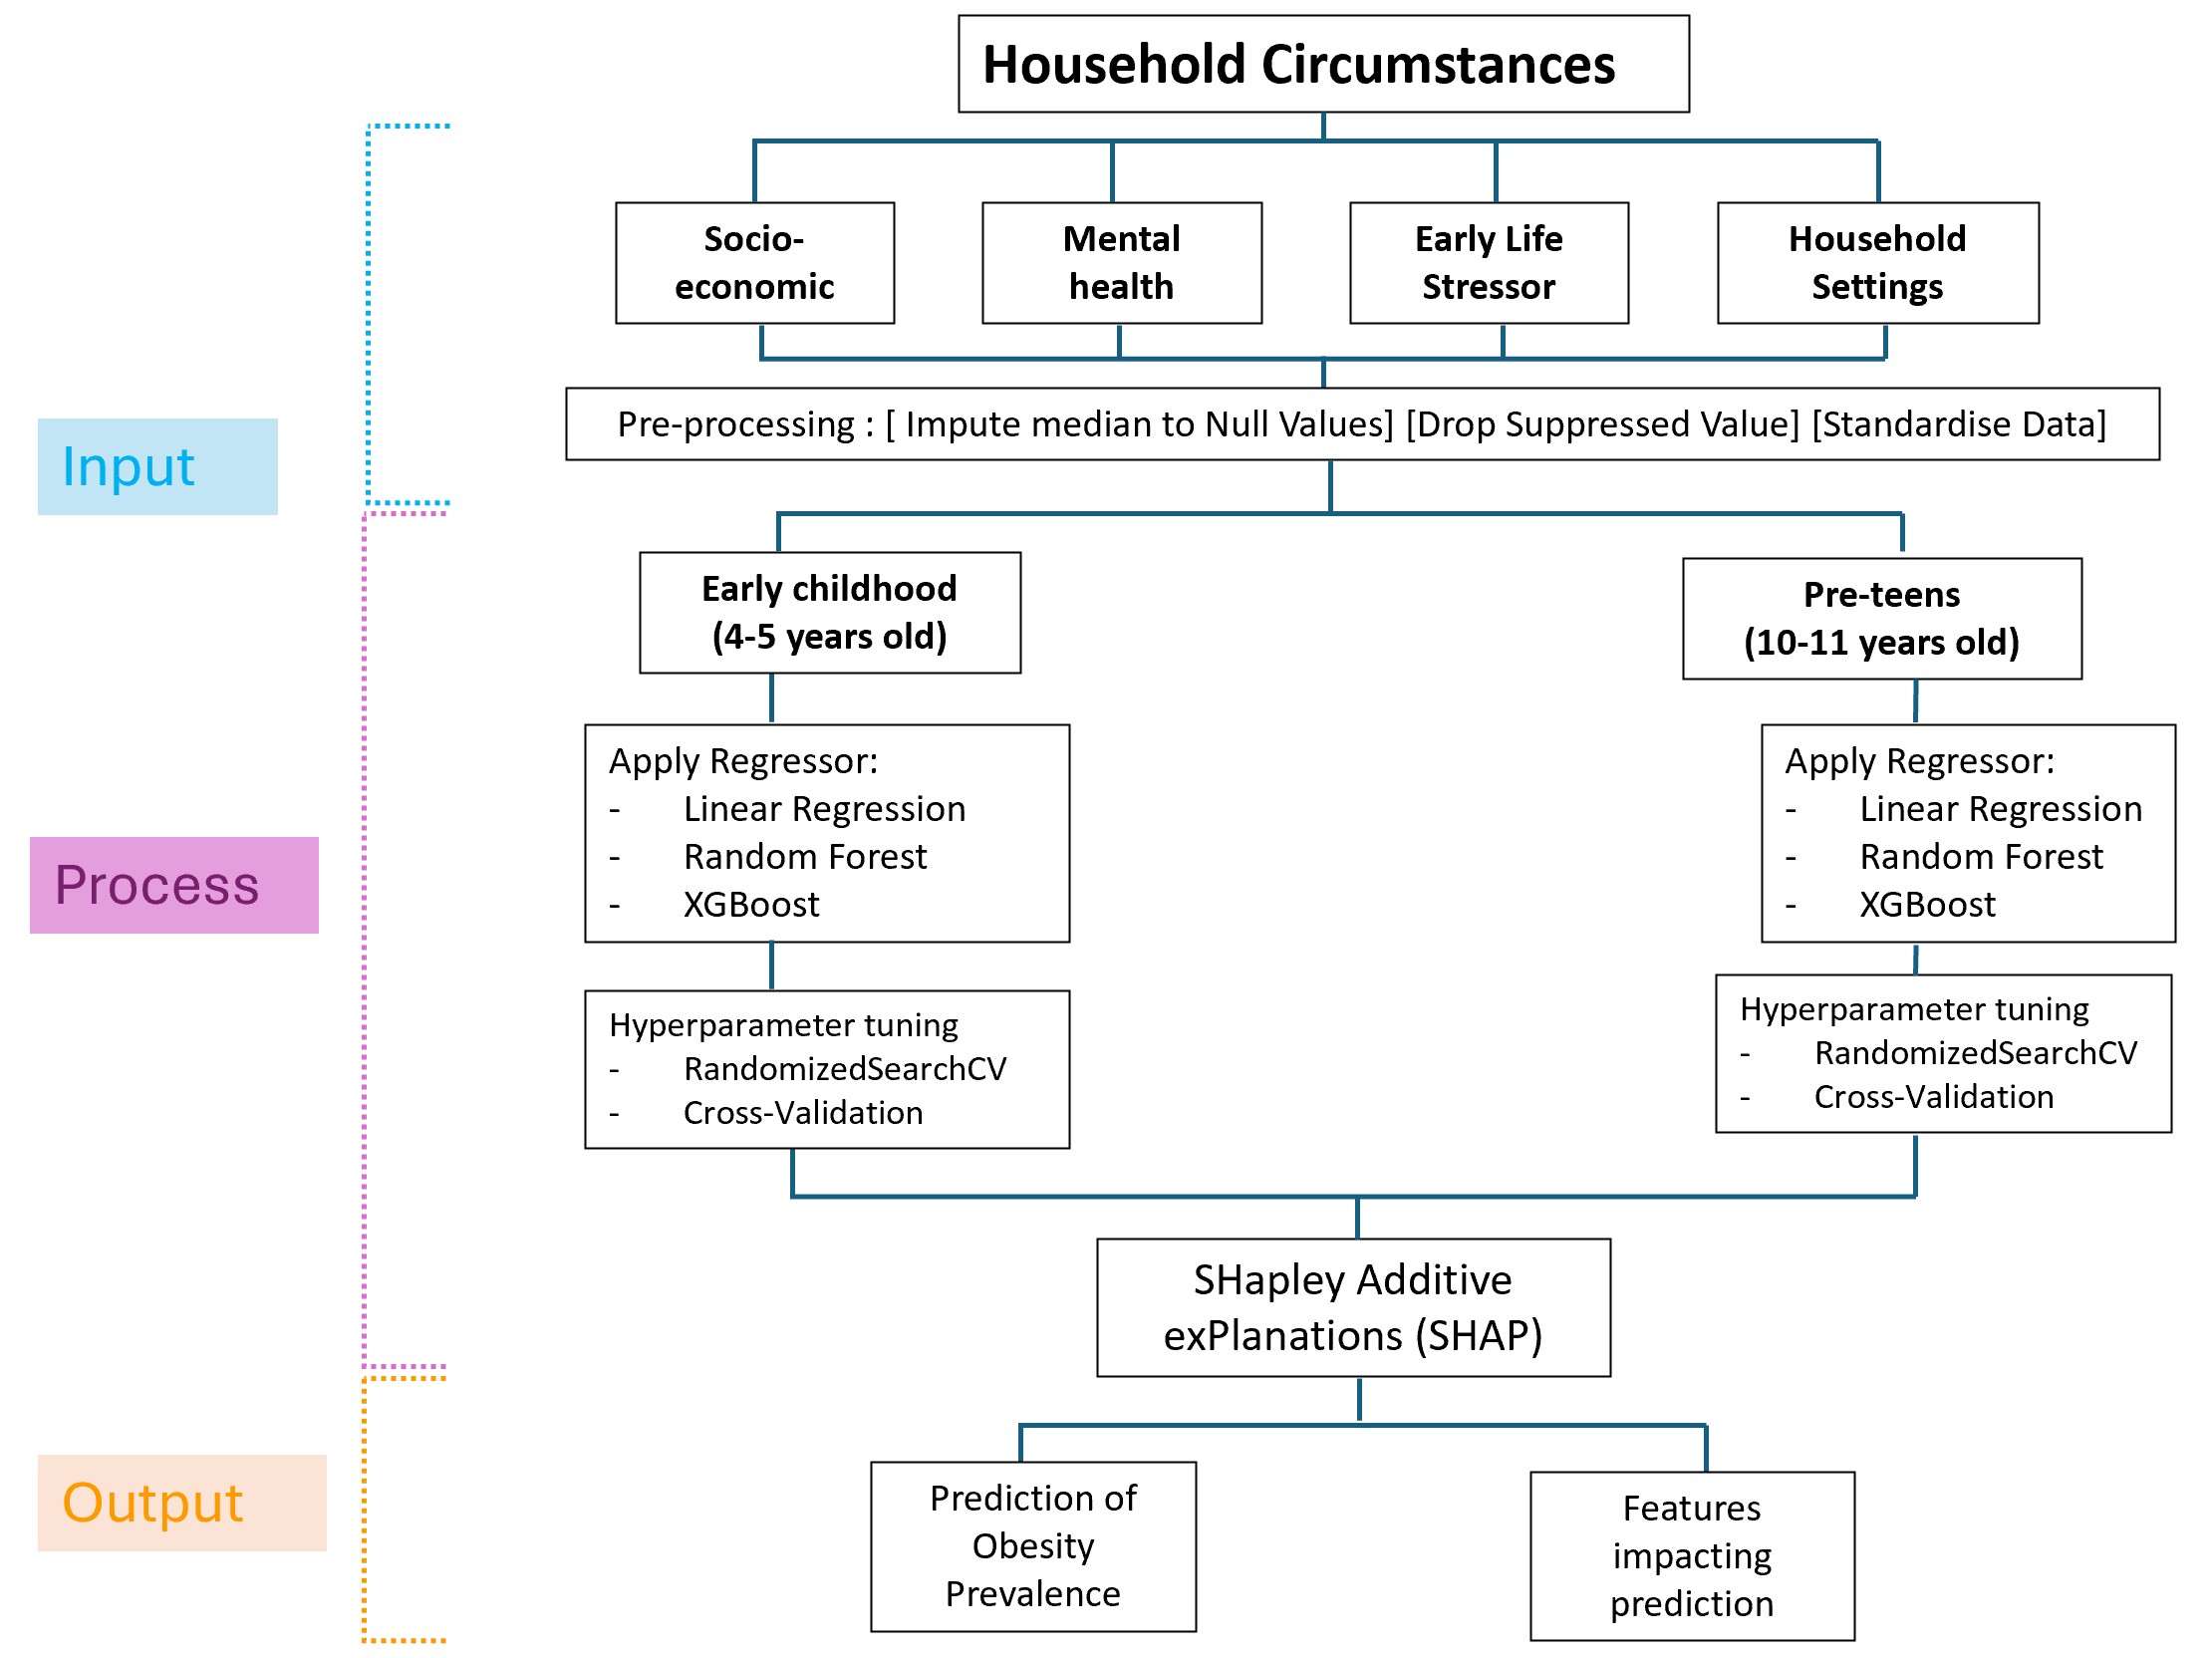 Household Circumstances
Socio-
economic
Mental
health
Early Life
Stressor
Household
Settings
Pre-processing : [ Impute median to Null Values] [Drop Suppressed Value] [Standardise Data]
Input
Early childhood
(4-5 years old)
Pre-teens
(10-11 years old)
Apply Regressor:
- Linear Regression
- Random Forest
- XGBoost
Apply Regressor:
- Linear Regression
- Random Forest
- XGBoost
Process
Hyperparameter tuning
- RandomizedSearchCV
- Cross-Validation
Hyperparameter tuning
- RandomizedSearchCV
- Cross-Validation
SHapley Additive
exPlanations (SHAP)
Output
Prediction of
Obesity
Prevalence
Features
impacting
prediction